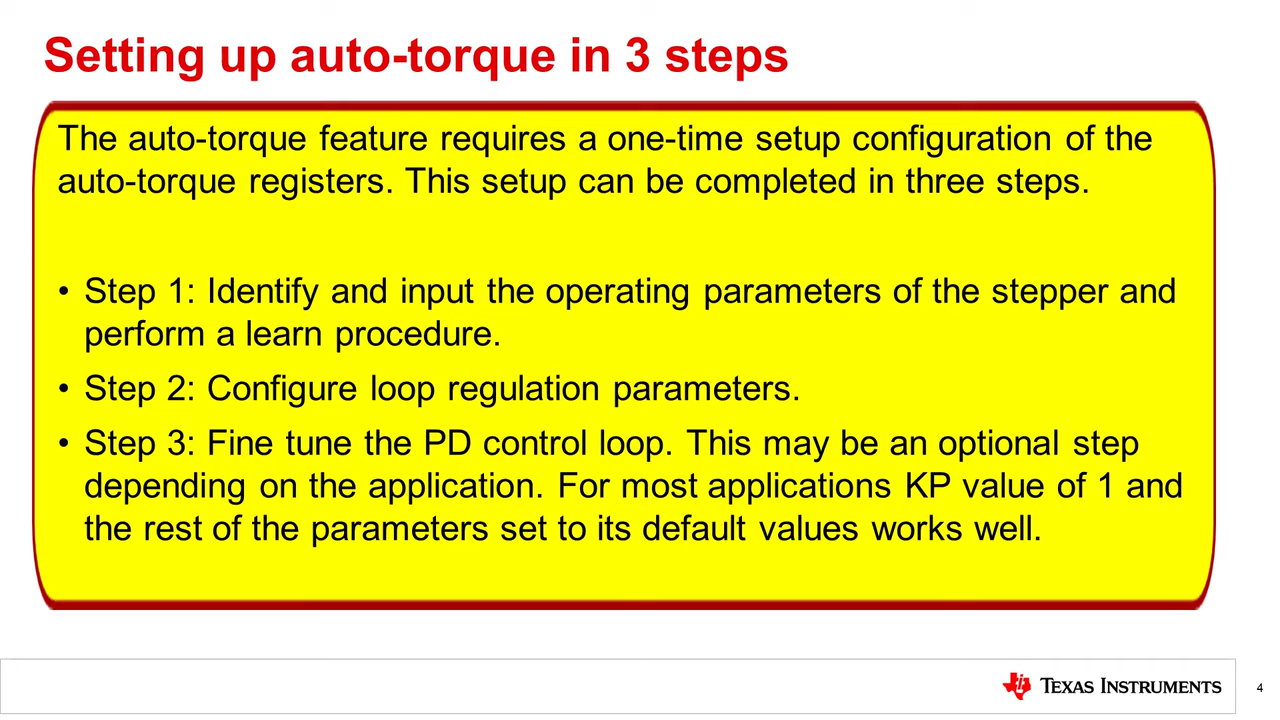 Setting up auto-torque in 3 steps
The auto-torque feature requires a one-time setup configuration of the
auto-torque registers. This setup can be completed in three steps.
• Step 1: Identify and input the operating parameters of the stepper and
perform a learn procedure.
• Step 2: Configure loop regulation parameters.
• Step 3: Fine tune the PD control loop. This may be an optional step
depending on the application. For most applications KP value of 1 and
the rest of the parameters set to its default values works well.
TEXAS INSTRUMENTS
4